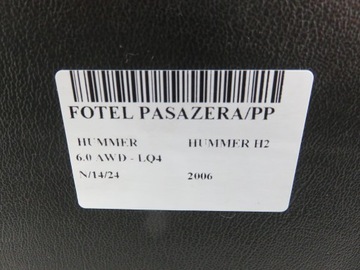 FOTEL PASAZERA/PP
HUMMER HUMMER H2
6.0 AWD - LQ4
N/14/24 2006